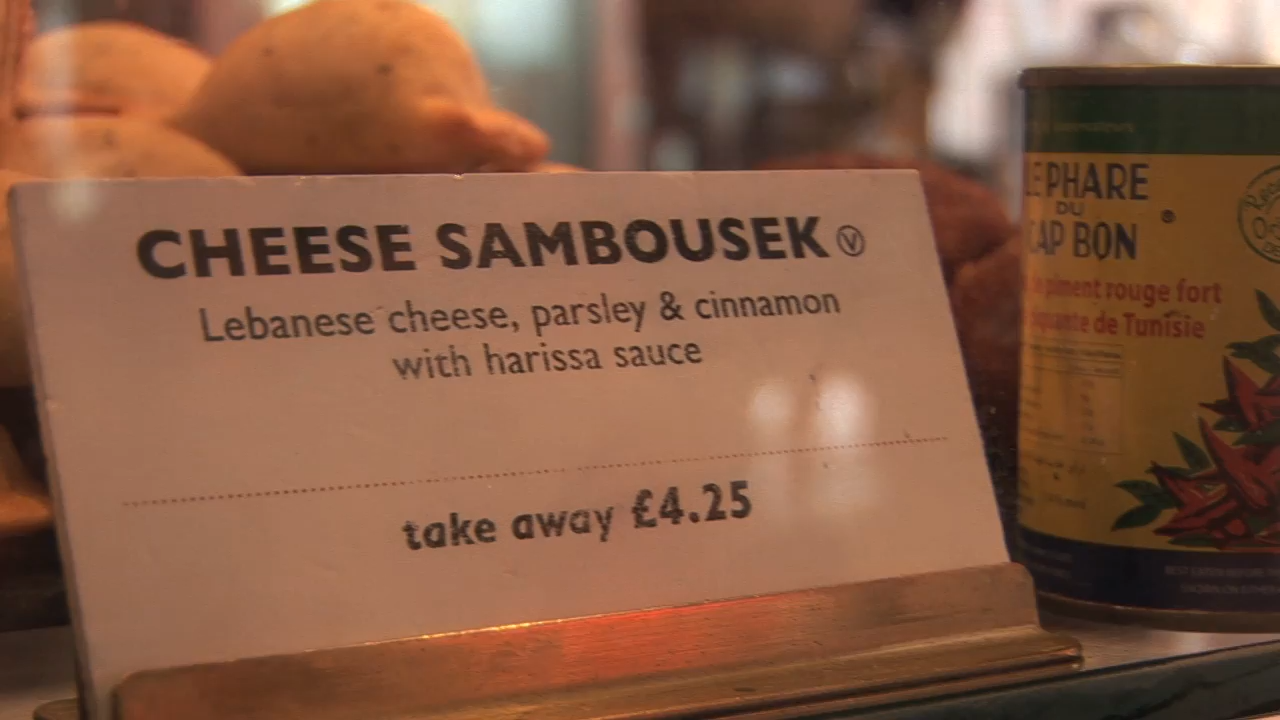 CHEESE SAMBOUSEK V
Lebanese cheese, parsley & cinnamon
with harissa sauce
take away £4.25
LE PHARE
DU
CAP BON
piment rouge fort
de Tunisie